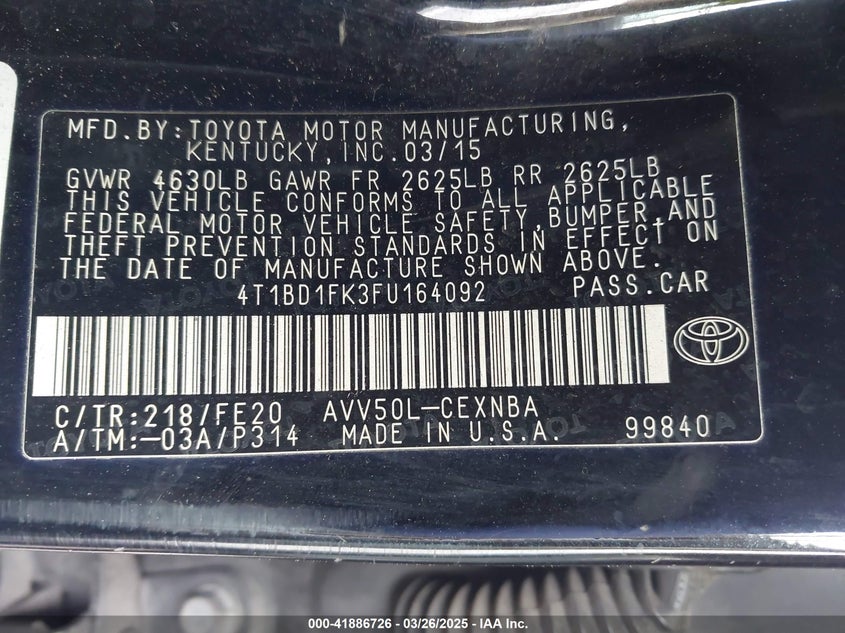 MFD.BY:TOYOTA MOTOR MANUFACTURING,
KENTUCKY,INC.03/15
GVWR 4630LB GAWR FR 2625LB RR 2625LB
THIS VEHICLE CONFORMS TO ALL APPLICABLE
FEDERAL MOTOR VEHICLE SAFETY,BUMPER,AND
THEFT PREVENTION STANDARDS IN EFFECT ON
THE DATE OF MANUFACTURE SHOWN ABOVE.
4T1BD1FK3FU164092 PASS.CAR
C/TR:218/FE20 AVV50L-CEXNBA
A/TM:-03A/P314 MADE IN U.S.A. 99840
000-41886726 - 03/26/2025 - IAA Inc.